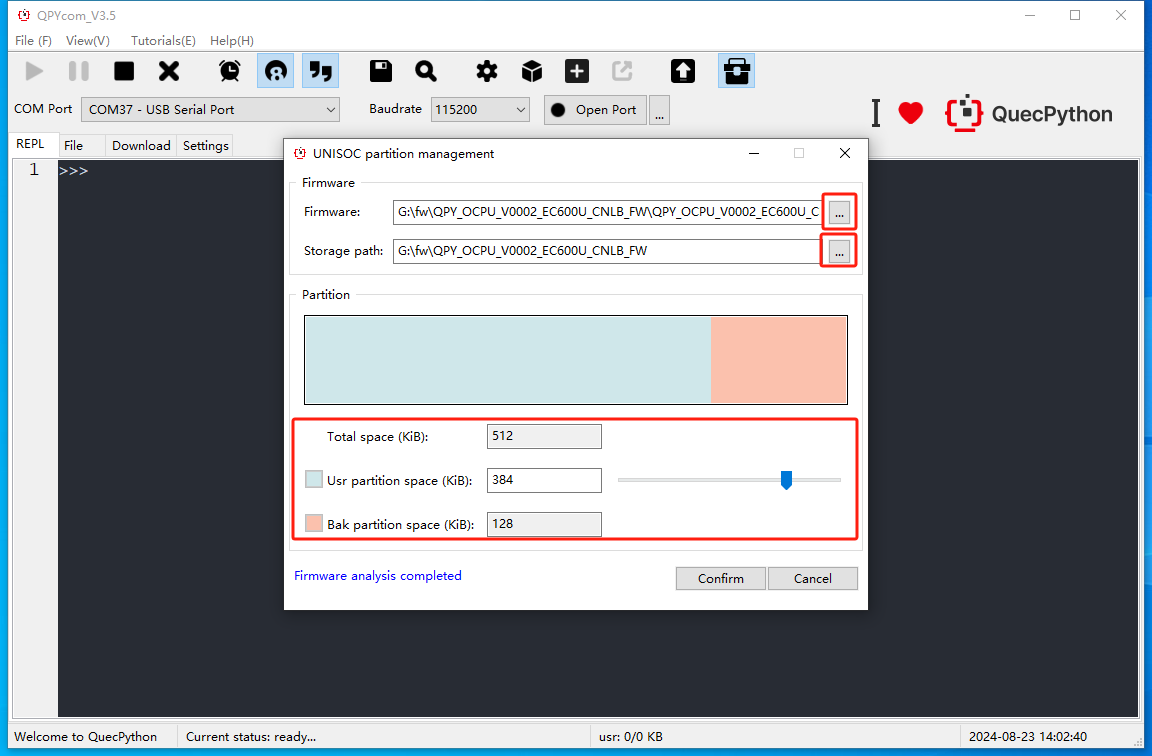 QPYcom_V3.5
File (F) View(V) Tutorials(E) Help(H)
COM Port COM37 - USB Serial Port Baudrate 115200 Open Port ... QuecPython
REPL File Download Settings
1 >>>
UNISOC partition management
Firmware
Firmware: G:\fw\QPY_OCPU_V0002_EC600U_CNLB_FW\QPY_OCPU_V0002_EC600U_C ...
Storage path: G:\fw\QPY_OCPU_V0002_EC600U_CNLB_FW ...
Partition
Total space (KiB): 512
Usr partition space (KiB): 384
Bak partition space (KiB): 128
Firmware analysis completed Confirm Cancel
Welcome to QuecPython Current status: ready... usr: 0/0 KB 2024-08-23 14:02:40